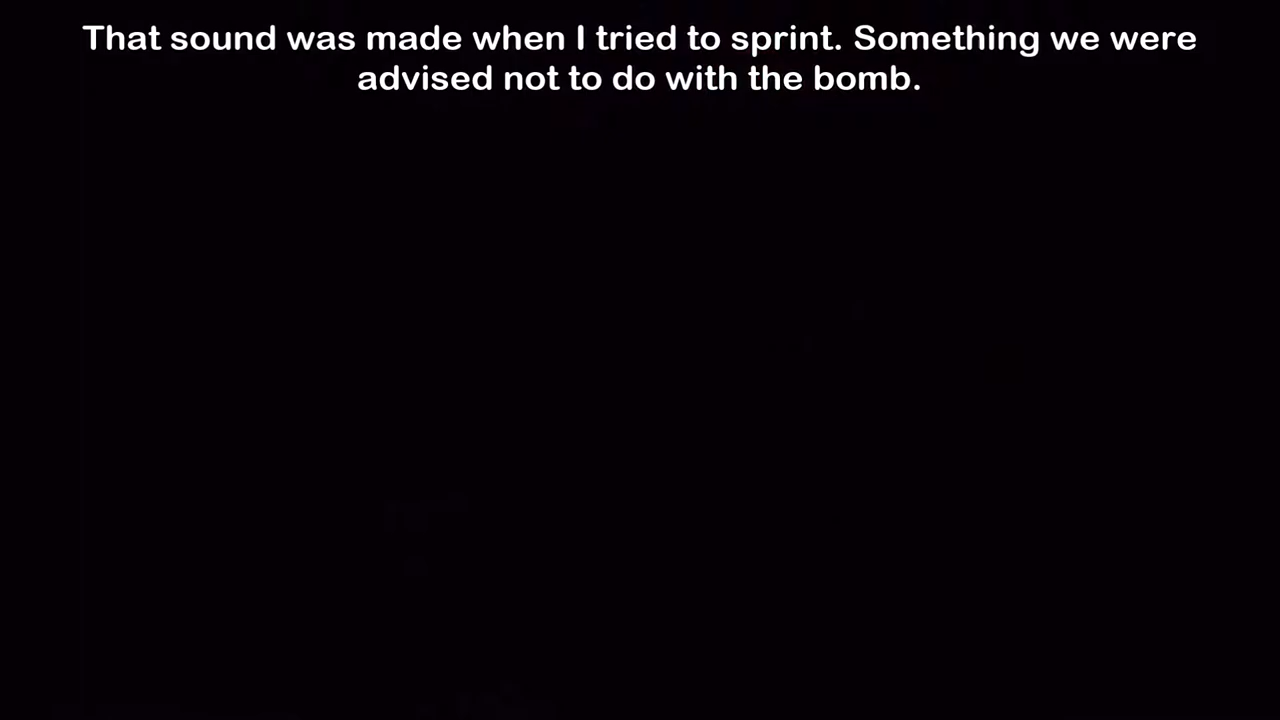 That sound was made when I tried to sprint. Something we were
advised not to do with the bomb.